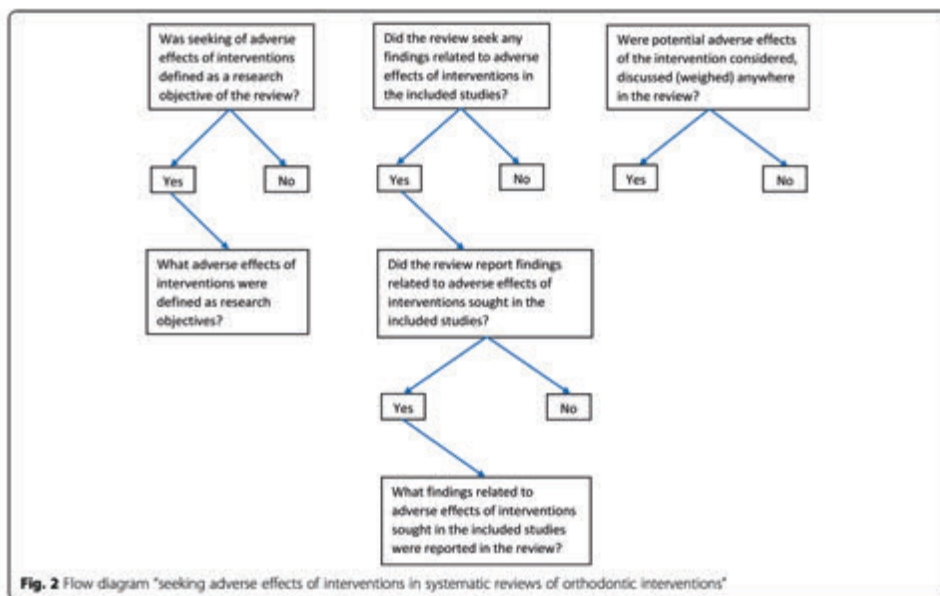 Was seeking of adverse
effects of interventions
defined as a research
objective of the review?
Did the review seek any
findings related to adverse
effects of interventions in
the included studies?
Were potential adverse effects
of the intervention considered,
discussed (weighed) anywhere
in the review?
Yes
No
Yes
No
Yes
No
What adverse effects of
interventions were
defined as research
objectives?
Did the review report findings
related to adverse effects of
interventions sought in the
included studies?
Yes
No
What findings related to
adverse effects of interventions
sought in the included studies
were reported in the review?
Fig. 2 Flow diagram "seeking adverse effects of interventions in systematic reviews of orthodontic interventions"